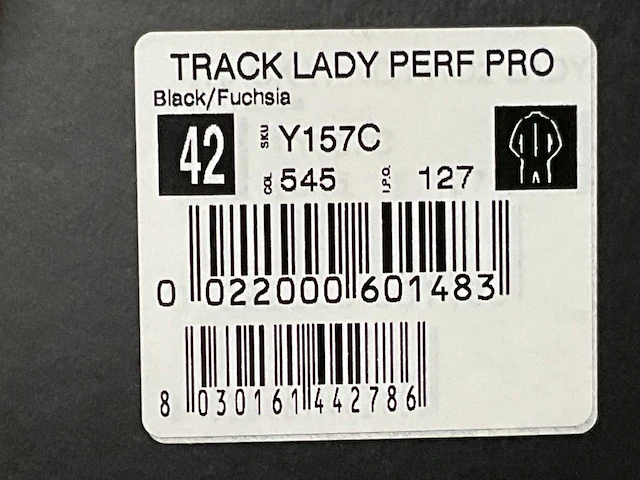 TRACK LADY PERF PRO
Black/Fuchsia
42 SKU Y157C
COL 545 I.P.O. 127
0 022000 601483
8 030161 442786